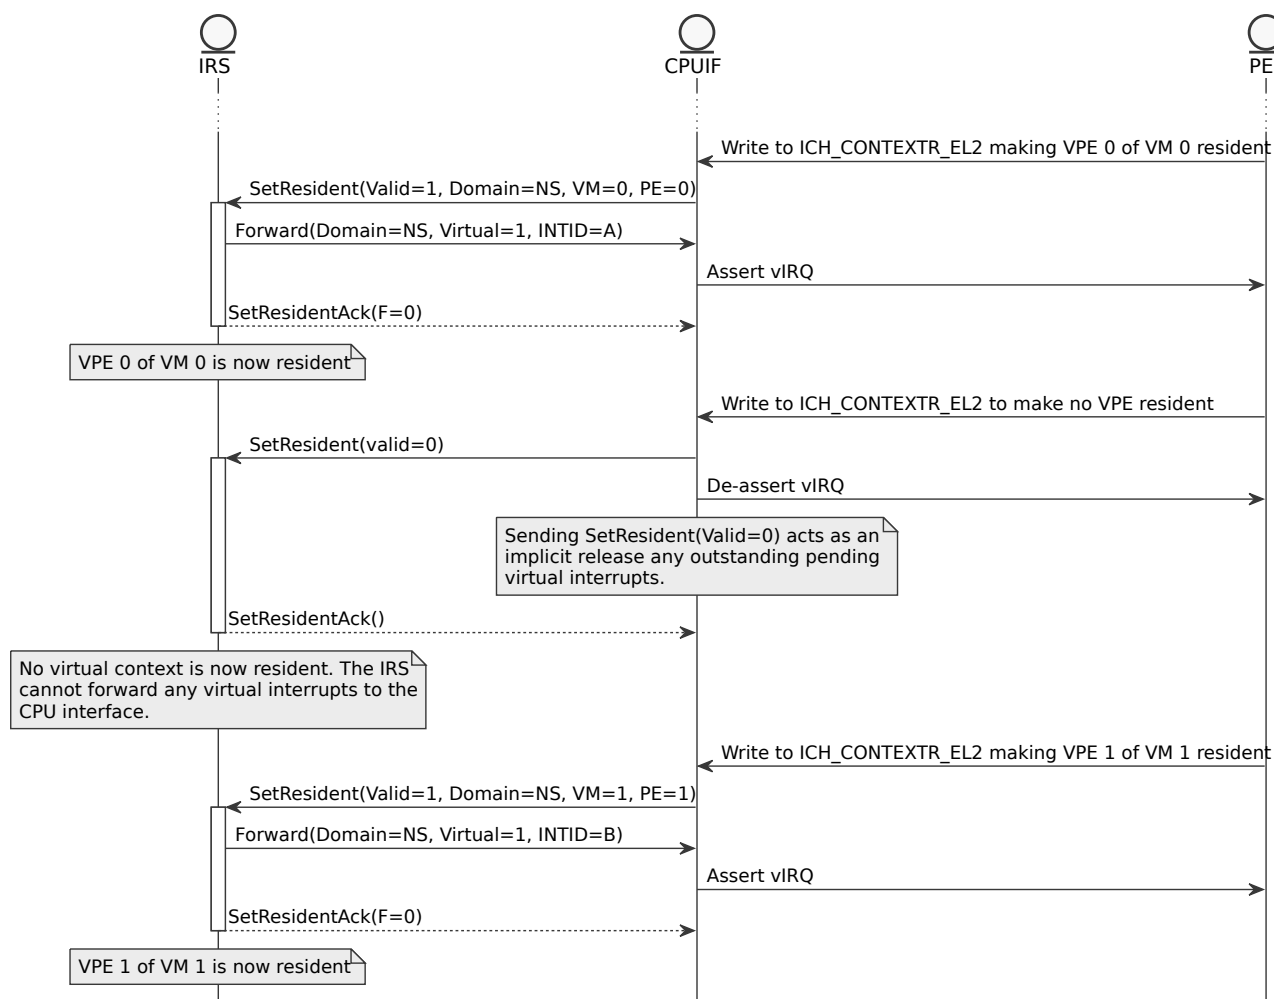 IRS
CPUIF
PE
Write to ICH_CONTEXTR_EL2 making VPE 0 of VM 0 resident
SetResident(Valid=1, Domain=NS, VM=0, PE=0)
Forward(Domain=NS, Virtual=1, INTID=A)
Assert vIRQ
SetResidentAck(F=0)
VPE 0 of VM 0 is now resident
Write to ICH_CONTEXTR_EL2 to make no VPE resident
SetResident(valid=0)
De-assert vIRQ
Sending SetResident(Valid=0) acts as an
implicit release any outstanding pending
virtual interrupts.
SetResidentAck()
No virtual context is now resident. The IRS
cannot forward any virtual interrupts to the
CPU interface.
Write to ICH_CONTEXTR_EL2 making VPE 1 of VM 1 resident
SetResident(Valid=1, Domain=NS, VM=1, PE=1)
Forward(Domain=NS, Virtual=1, INTID=B)
Assert vIRQ
SetResidentAck(F=0)
VPE 1 of VM 1 is now resident